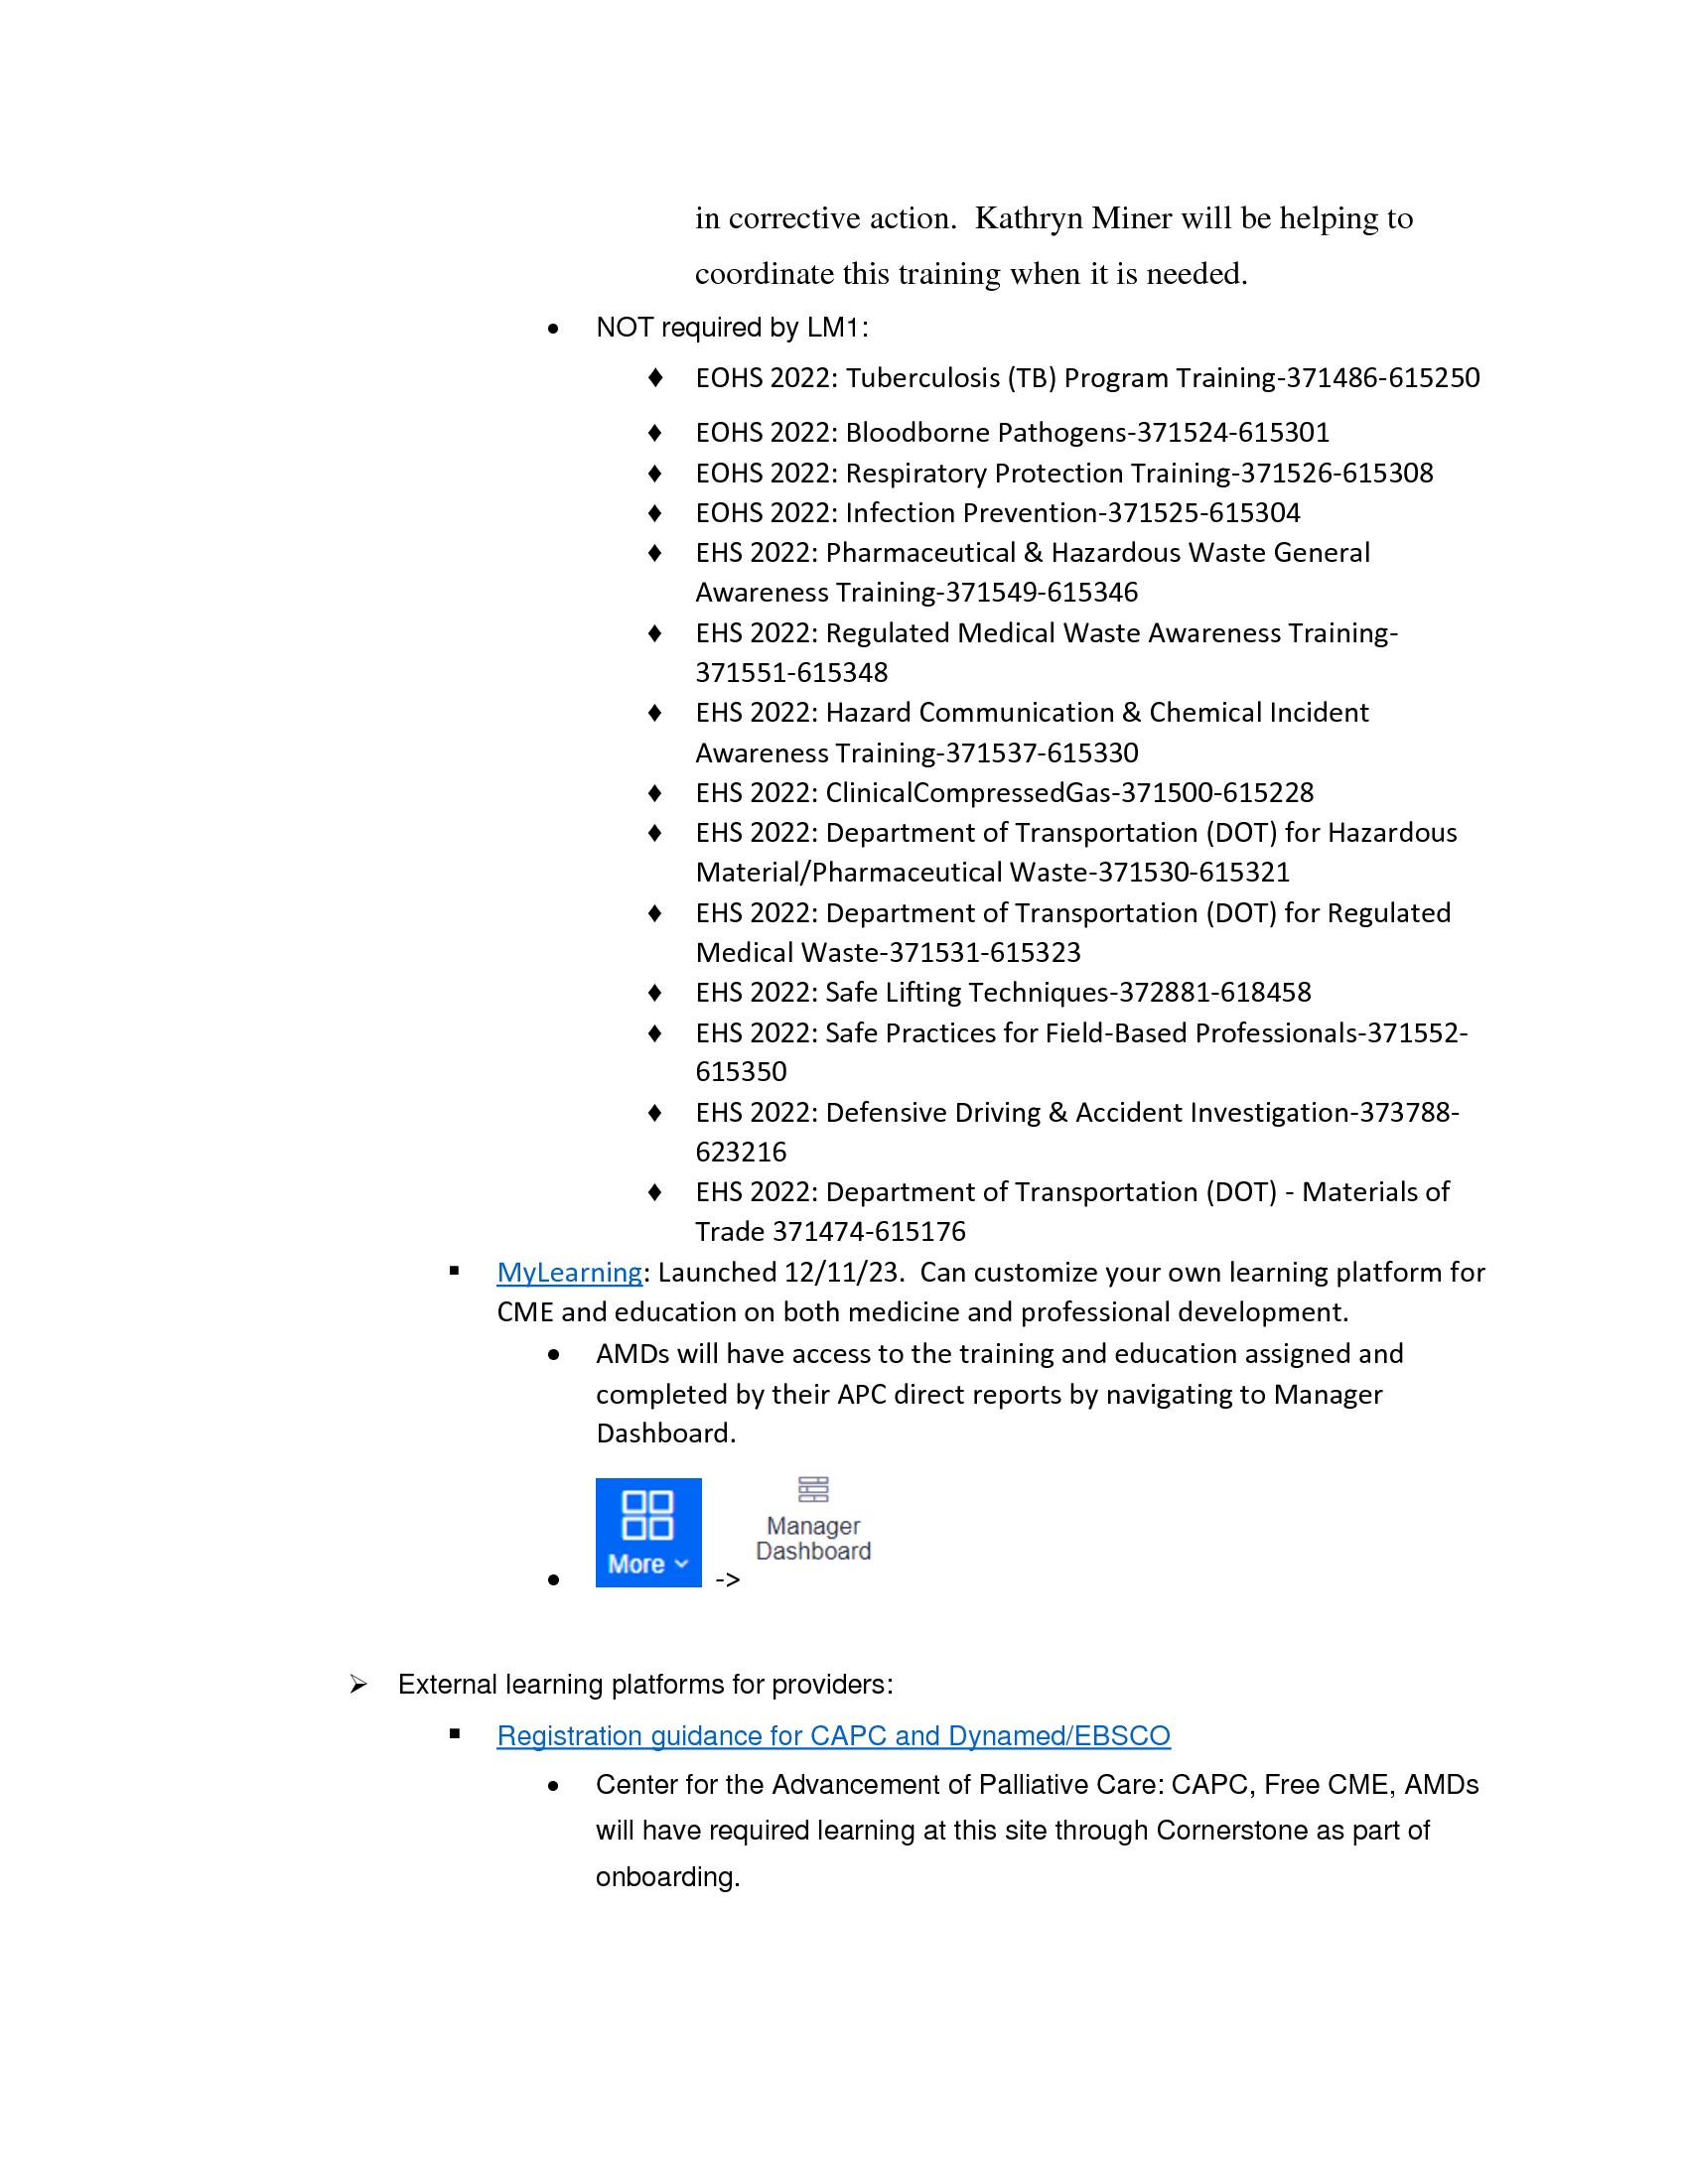 in corrective action.  Kathryn Miner will be helping to
coordinate this training when it is needed.
• NOT required by LM1:
♦ EOHS 2022: Tuberculosis (TB) Program Training-371486-615250
♦ EOHS 2022: Bloodborne Pathogens-371524-615301
♦ EOHS 2022: Respiratory Protection Training-371526-615308
♦ EOHS 2022: Infection Prevention-371525-615304
♦ EHS 2022: Pharmaceutical & Hazardous Waste General
Awareness Training-371549-615346
♦ EHS 2022: Regulated Medical Waste Awareness Training-
371551-615348
♦ EHS 2022: Hazard Communication & Chemical Incident
Awareness Training-371537-615330
♦ EHS 2022: ClinicalCompressedGas-371500-615228
♦ EHS 2022: Department of Transportation (DOT) for Hazardous
Material/Pharmaceutical Waste-371530-615321
♦ EHS 2022: Department of Transportation (DOT) for Regulated
Medical Waste-371531-615323
♦ EHS 2022: Safe Lifting Techniques-372881-618458
♦ EHS 2022: Safe Practices for Field-Based Professionals-371552-
615350
♦ EHS 2022: Defensive Driving & Accident Investigation-373788-
623216
♦ EHS 2022: Department of Transportation (DOT) - Materials of
Trade 371474-615176
▪ MyLearning: Launched 12/11/23.  Can customize your own learning platform for
CME and education on both medicine and professional development.
• AMDs will have access to the training and education assigned and
completed by their APC direct reports by navigating to Manager
Dashboard.
Manager
Dashboard
• More ->
➢ External learning platforms for providers:
▪ Registration guidance for CAPC and Dynamed/EBSCO
• Center for the Advancement of Palliative Care: CAPC, Free CME, AMDs
will have required learning at this site through Cornerstone as part of
onboarding.